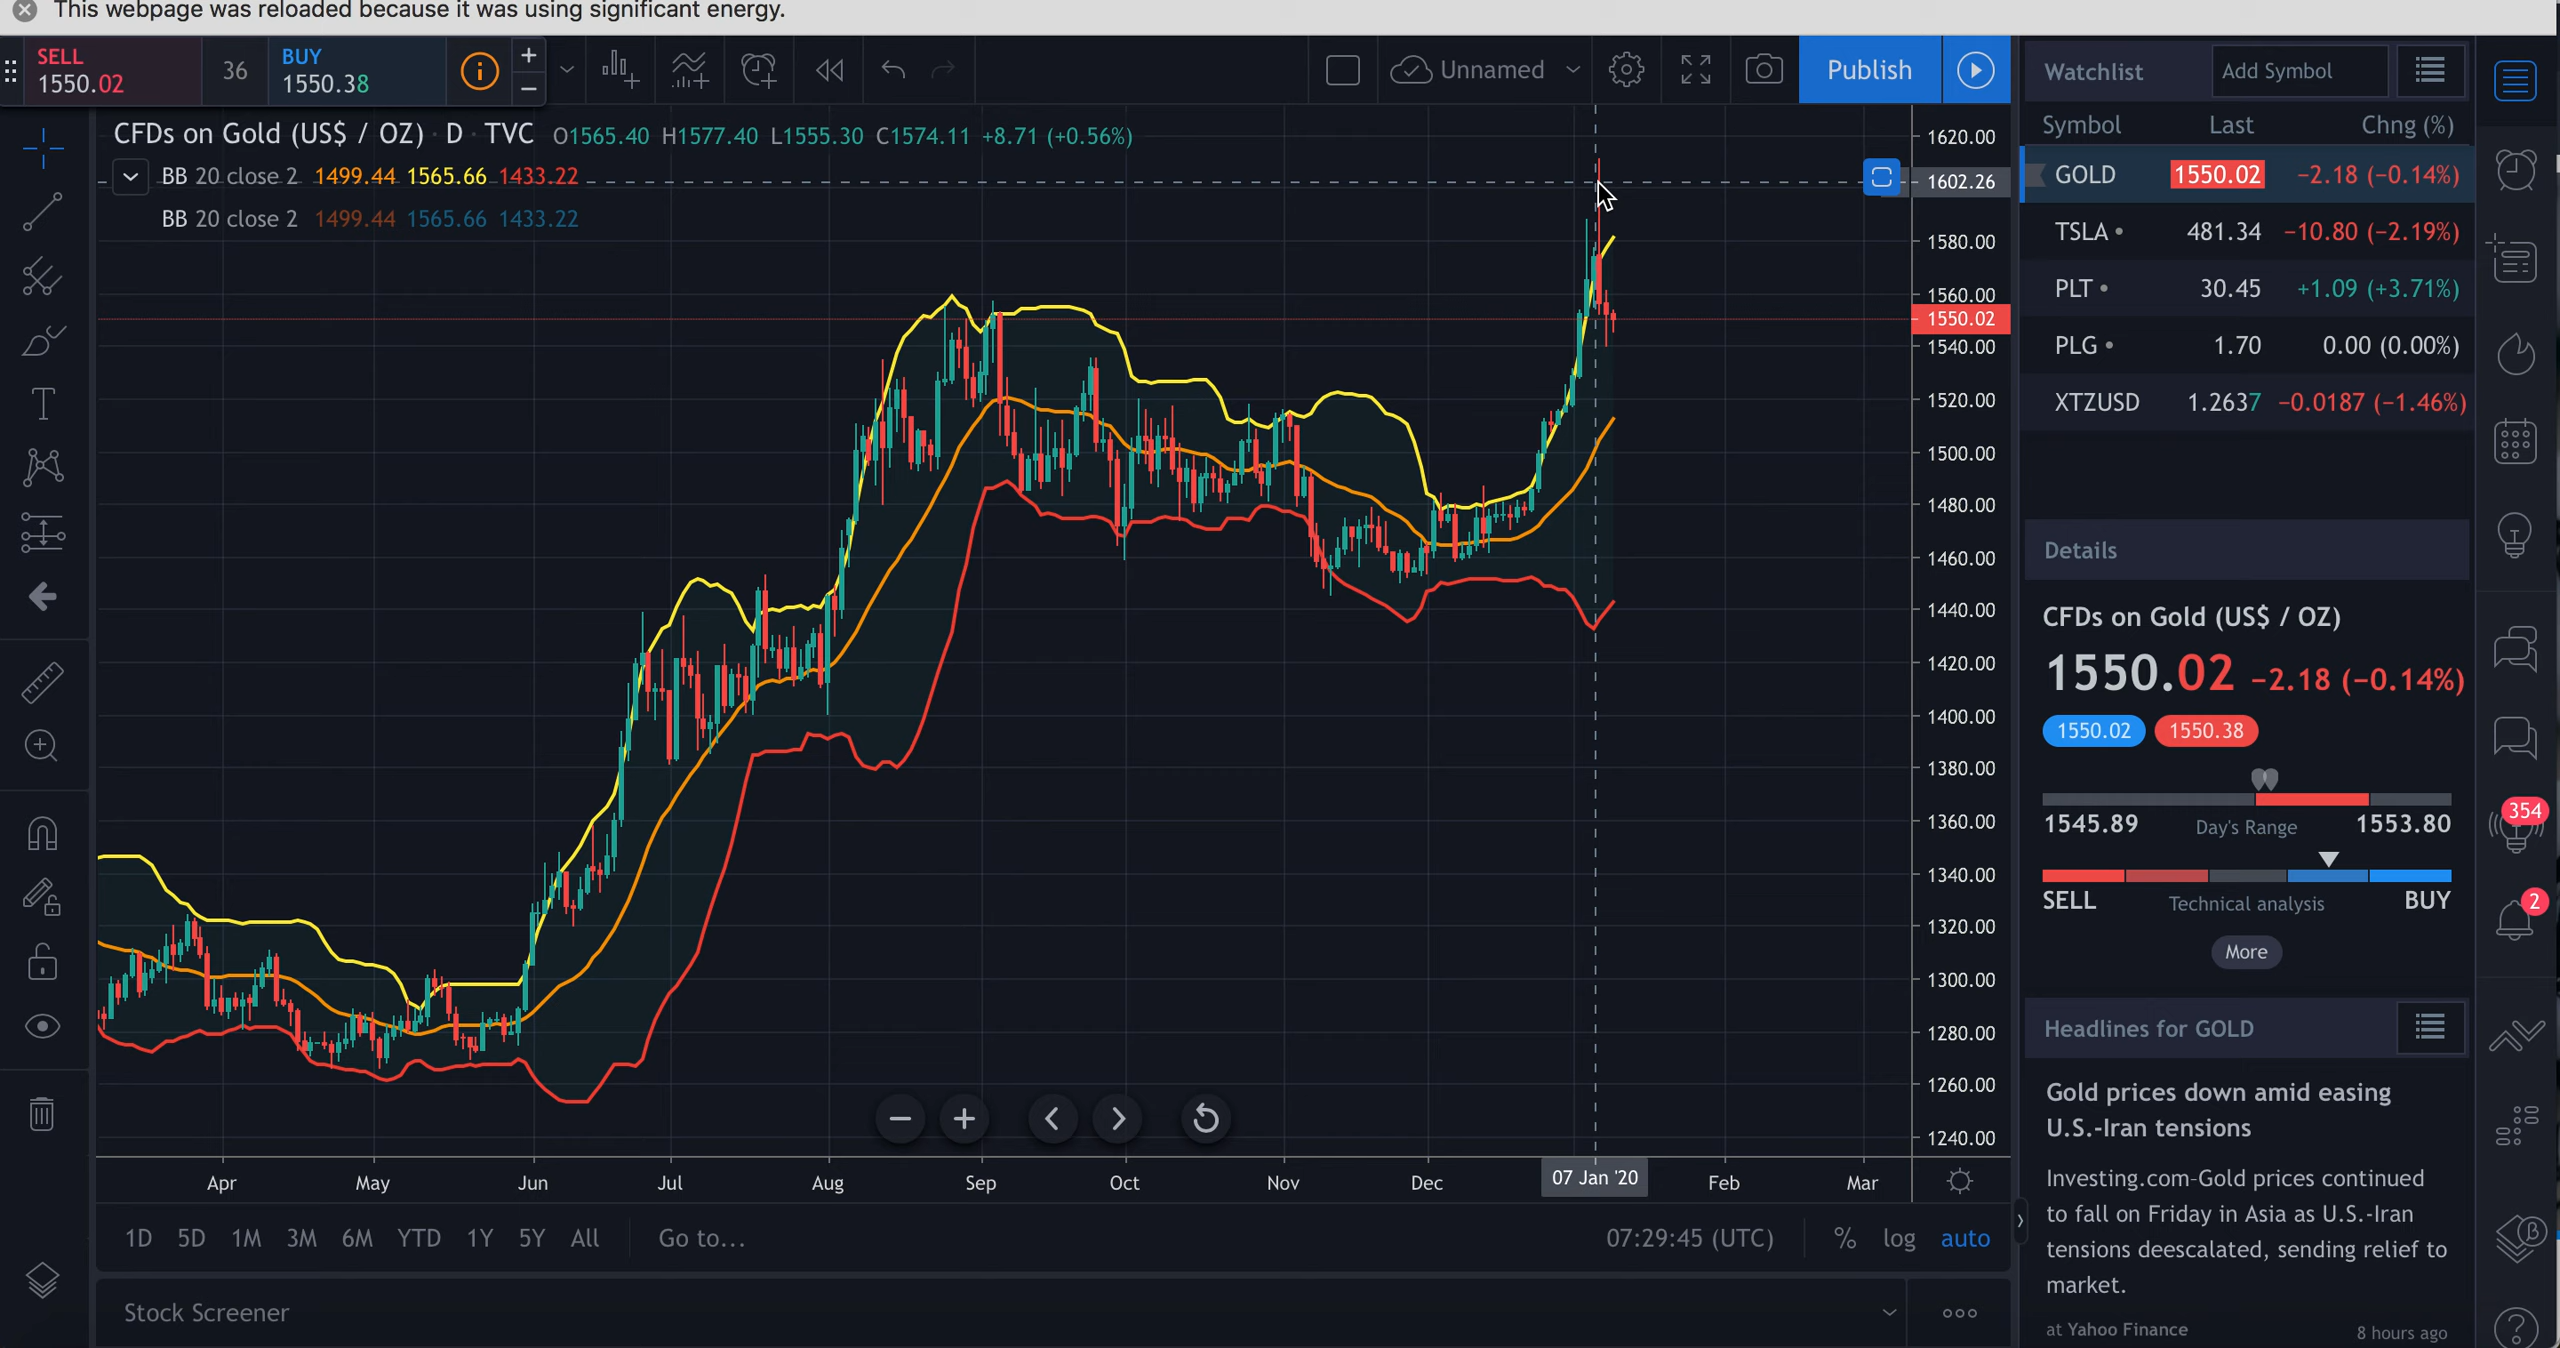 This webpage was reloaded because it was using significant energy.
SELL
1550.02
36
BUY
1550.38
Unnamed
Publish
CFDs on Gold (US$ / OZ) · D · TVC O1565.40 H1577.40 L1555.30 C1574.11 +8.71 (+0.56%)
BB 20 close 2 1499.44 1565.66 1433.22
BB 20 close 2 1499.44 1565.66 1433.22
1620.00
1602.26
1580.00
1560.00
1550.02
1540.00
1520.00
1500.00
1480.00
1460.00
1440.00
1420.00
1400.00
1380.00
1360.00
1340.00
1320.00
1300.00
1280.00
1260.00
1240.00
Apr May Jun Jul Aug Sep Oct Nov Dec 07 Jan '20 Feb Mar
1D 5D 1M 3M 6M YTD 1Y 5Y All Go to... 07:29:45 (UTC) % log auto
Stock Screener
Watchlist Add Symbol
Symbol Last Chng (%)
GOLD 1550.02 −2.18 (−0.14%)
TSLA • 481.34 −10.80 (−2.19%)
PLT • 30.45 +1.09 (+3.71%)
PLG • 1.70 0.00 (0.00%)
XTZUSD 1.2637 −0.0187 (−1.46%)
Details
CFDs on Gold (US$ / OZ)
1550.02 −2.18 (−0.14%)
1550.02 1550.38
1545.89 Day's Range 1553.80
SELL Technical analysis BUY
More
Headlines for GOLD
Gold prices down amid easing
U.S.-Iran tensions
Investing.com-Gold prices continued
to fall on Friday in Asia as U.S.-Iran
tensions deescalated, sending relief to
market.
at Yahoo Finance 8 hours ago
354
2
β